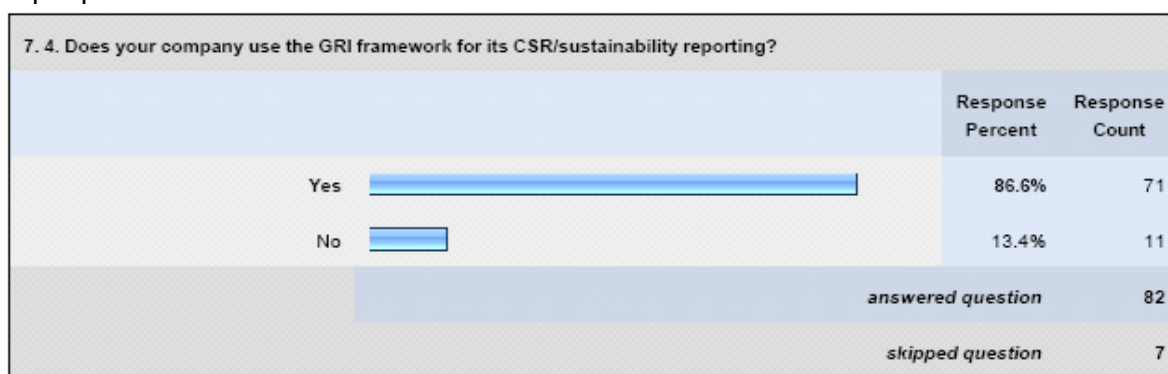 7. 4. Does your company use the GRI framework for its CSR/sustainability reporting?
Response Percent Response Count
Yes 86.6% 71
No 13.4% 11
answered question 82
skipped question 7